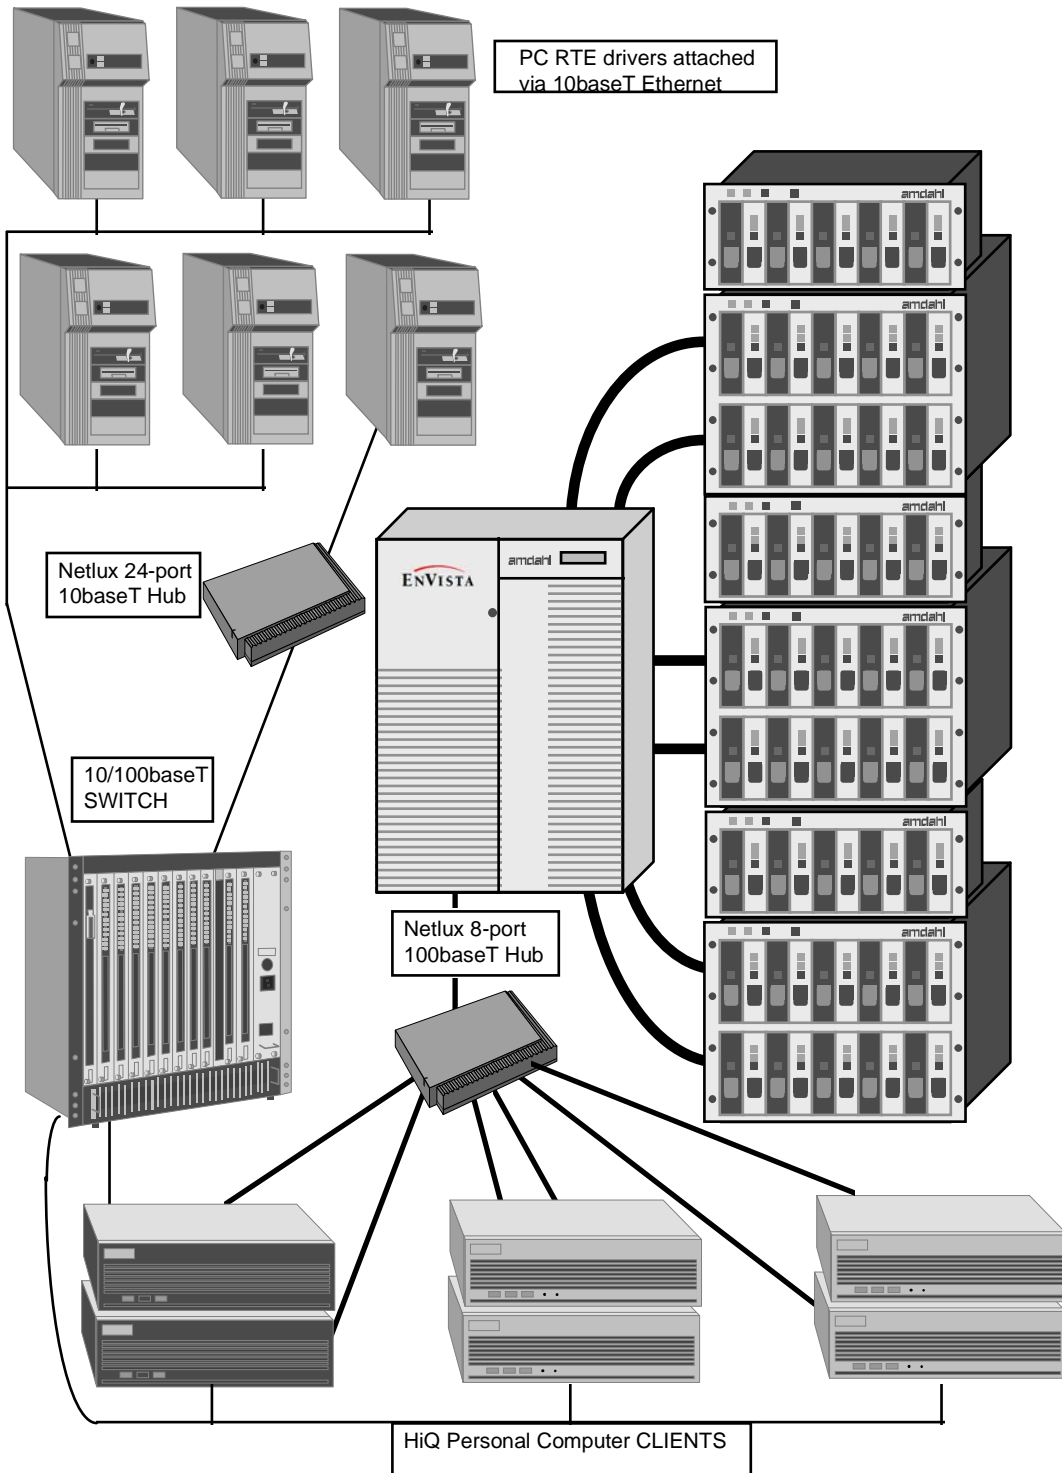 PC RTE drivers attached
via 10baseT Ethernet
amdahl
amdahl
amdahl
Netlux 24-port
10baseT Hub
amdahl
ENVISTA
amdahl
10/100baseT
SWITCH
amdahl
Netlux 8-port
100baseT Hub
amdahl
HiQ Personal Computer CLIENTS